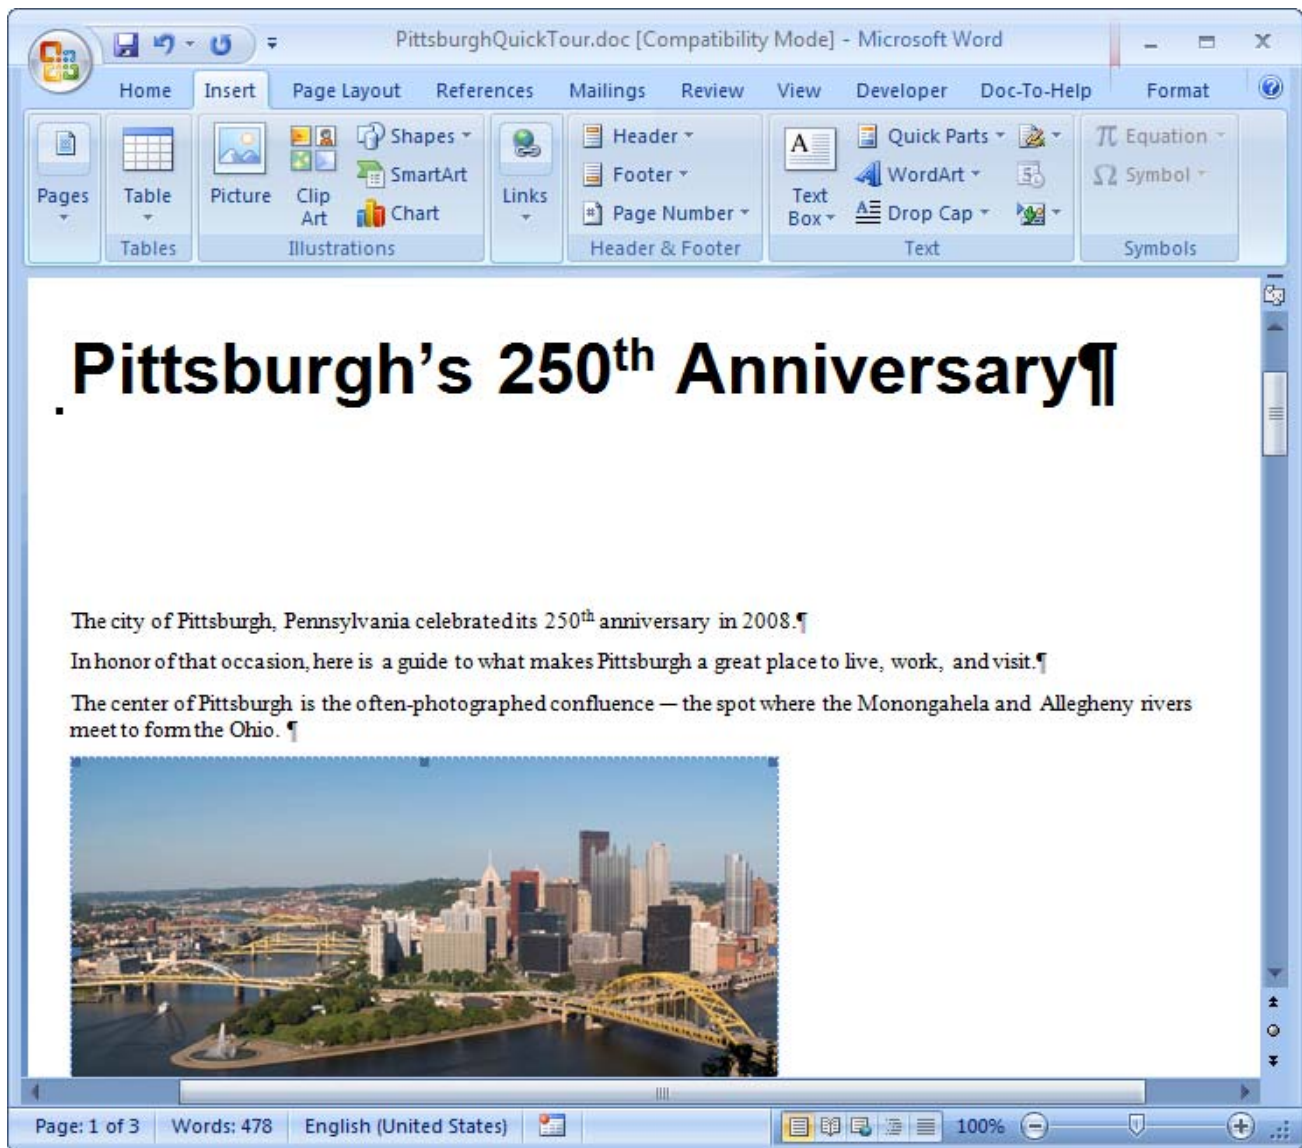 PittsburghQuickTour.doc [Compatibility Mode] - Microsoft Word
Home Insert Page Layout References Mailings Review View Developer Doc-To-Help Format
Pages
Table
Tables
Picture
Clip Art
Shapes
SmartArt
Chart
Illustrations
Links
Header
Footer
Page Number
Header & Footer
A
Text Box
Quick Parts
WordArt
Drop Cap
Text
π Equation
Ω Symbol
Symbols
Pittsburgh’s 250th Anniversary¶
The city of Pittsburgh, Pennsylvania celebrated its 250th anniversary in 2008.¶
In honor of that occasion, here is a guide to what makes Pittsburgh a great place to live, work, and visit.¶
The center of Pittsburgh is the often-photographed confluence — the spot where the Monongahela and Allegheny rivers
meet to form the Ohio. ¶
Page: 1 of 3 Words: 478 English (United States) 100%